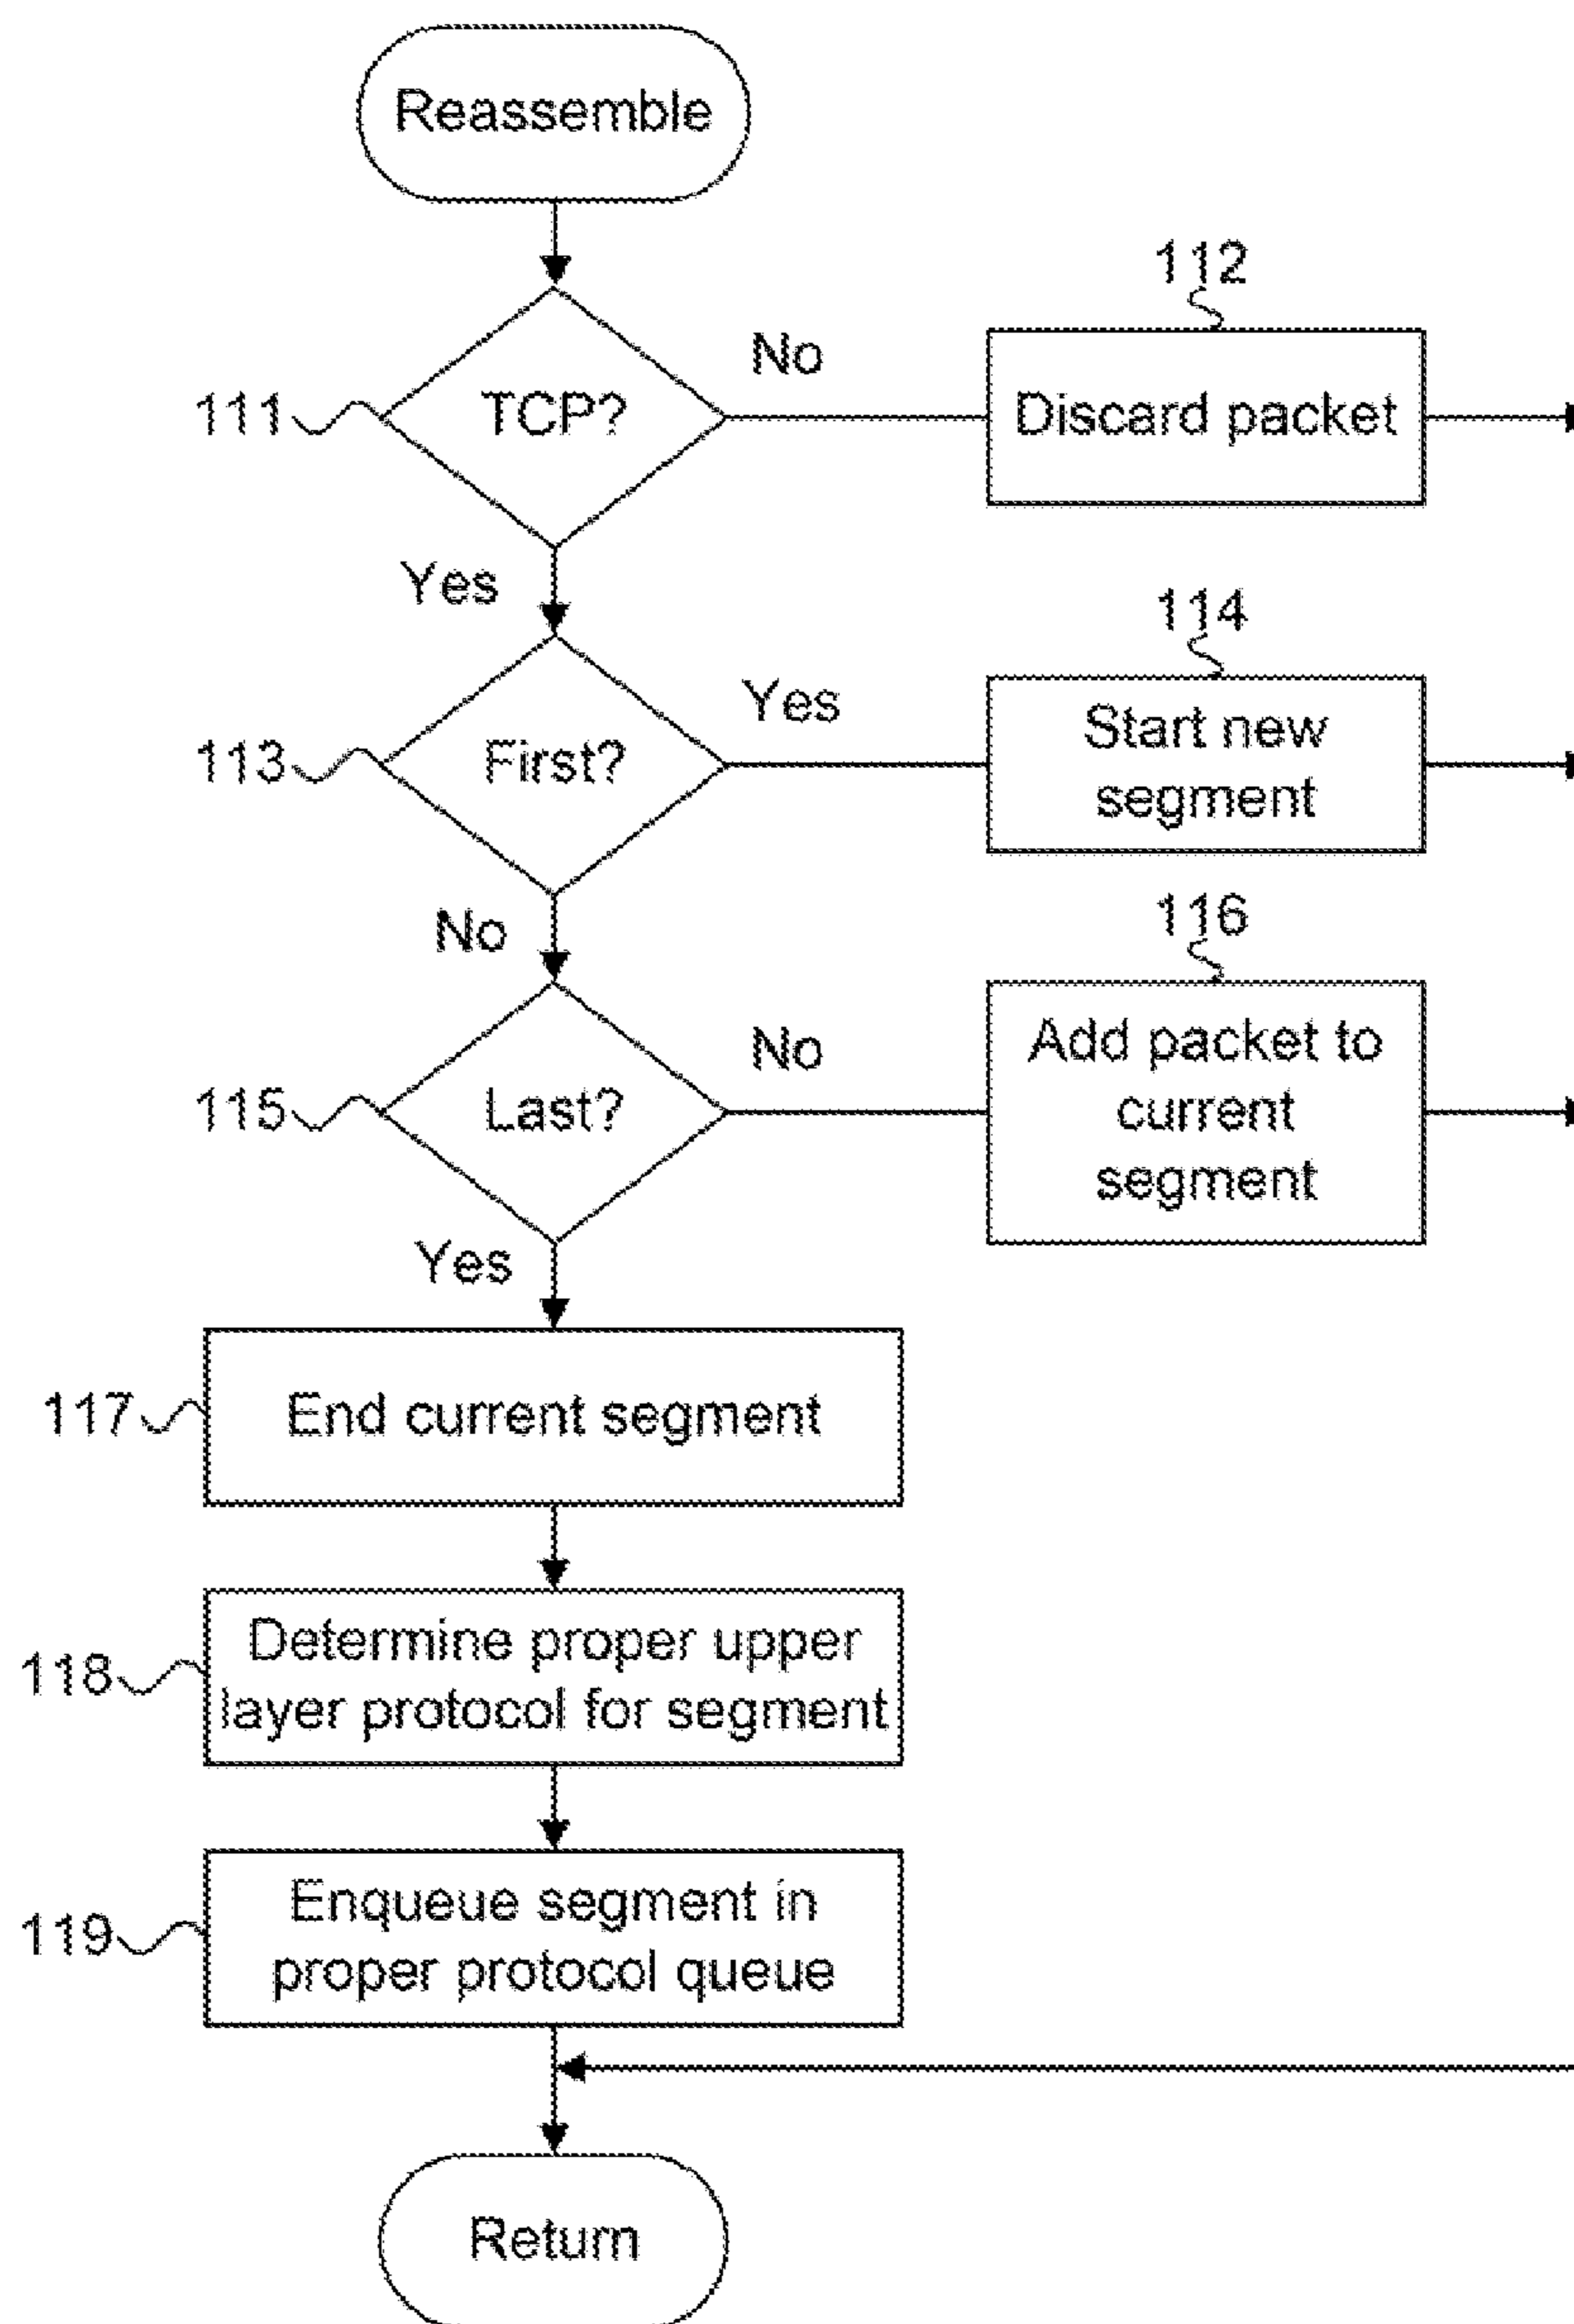 Reassemble
112
No
111
TCP?
Discard packet
Yes
114
Yes
113
First?
Start new
segment
No
116
No
115
Last?
Add packet to
current
segment
Yes
117
End current segment
118
Determine proper upper
layer protocol for segment
119
Enqueue segment in
proper protocol queue
Return